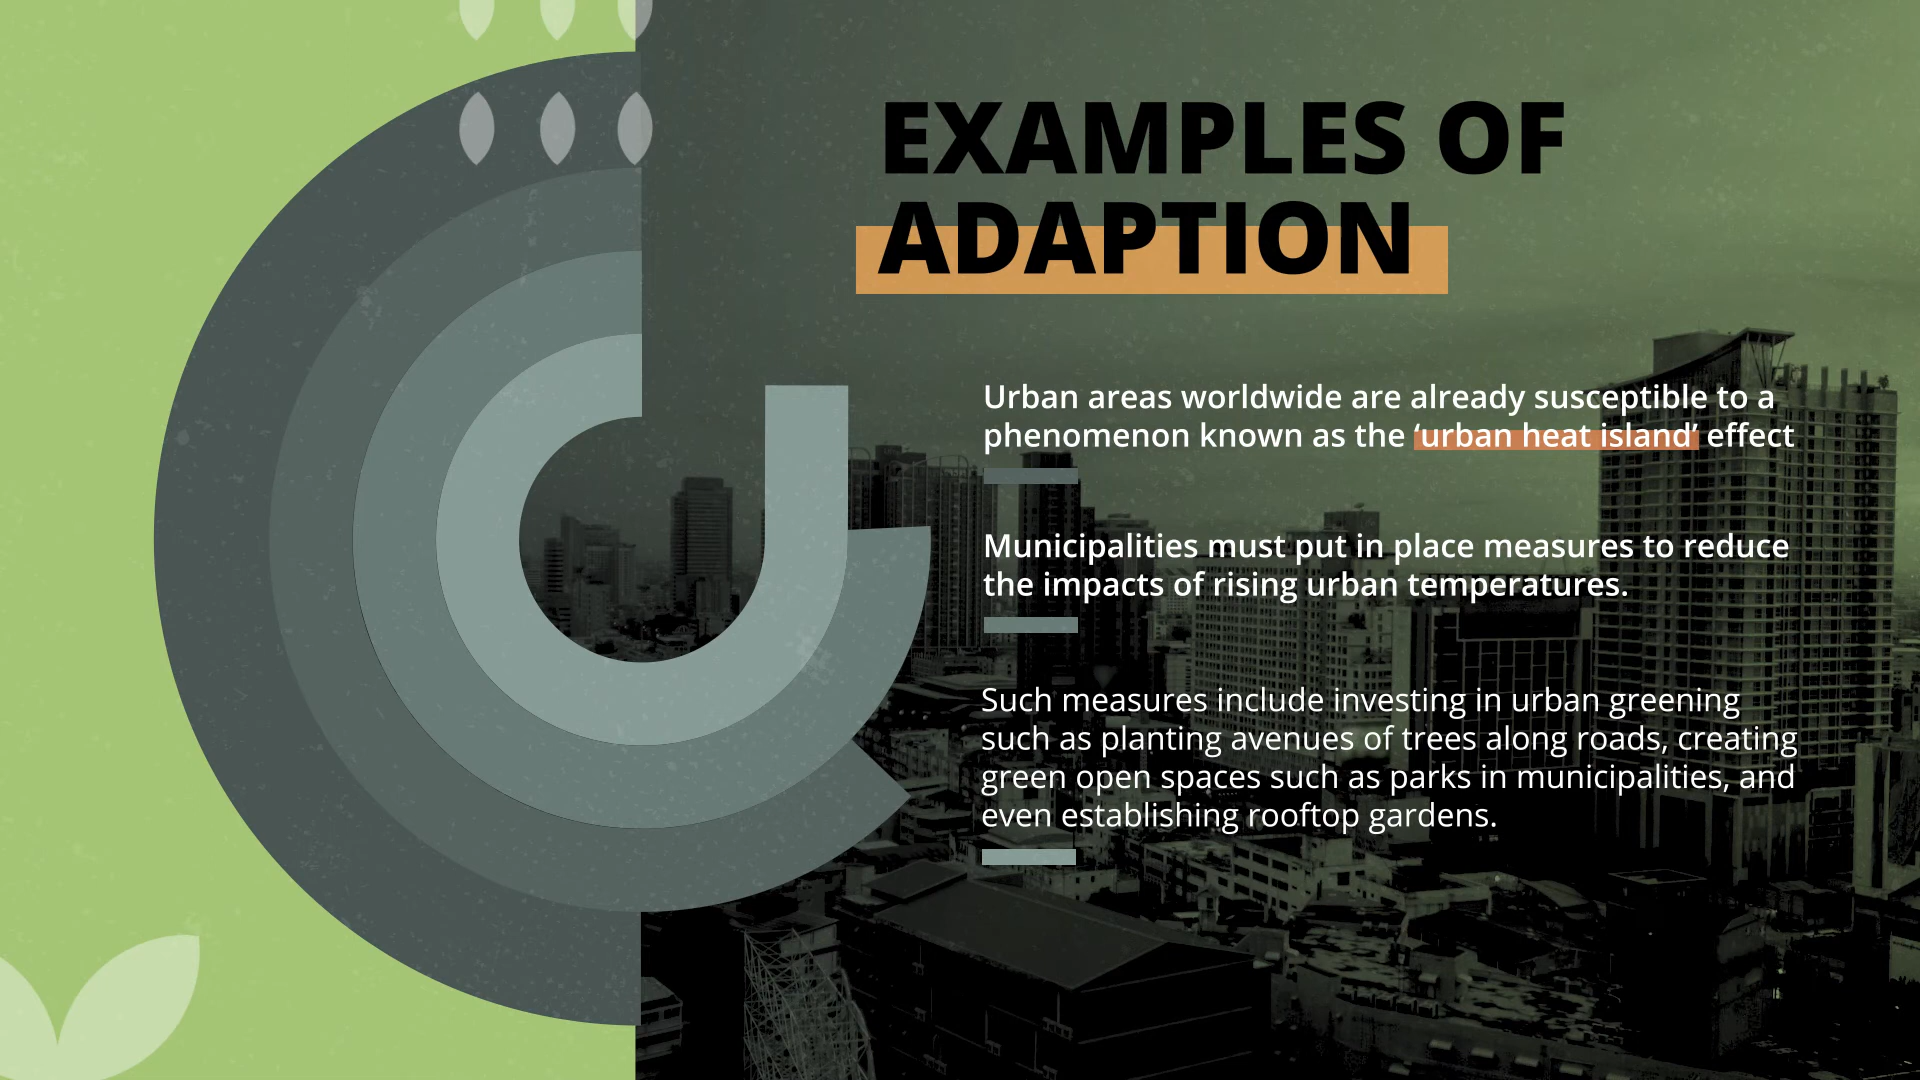 EXAMPLES OF
ADAPTION
Urban areas worldwide are already susceptible to a
phenomenon known as the ‘urban heat island’ effect
Municipalities must put in place measures to reduce
the impacts of rising urban temperatures.
Such measures include investing in urban greening
such as planting avenues of trees along roads, creating
green open spaces such as parks in municipalities, and
even establishing rooftop gardens.